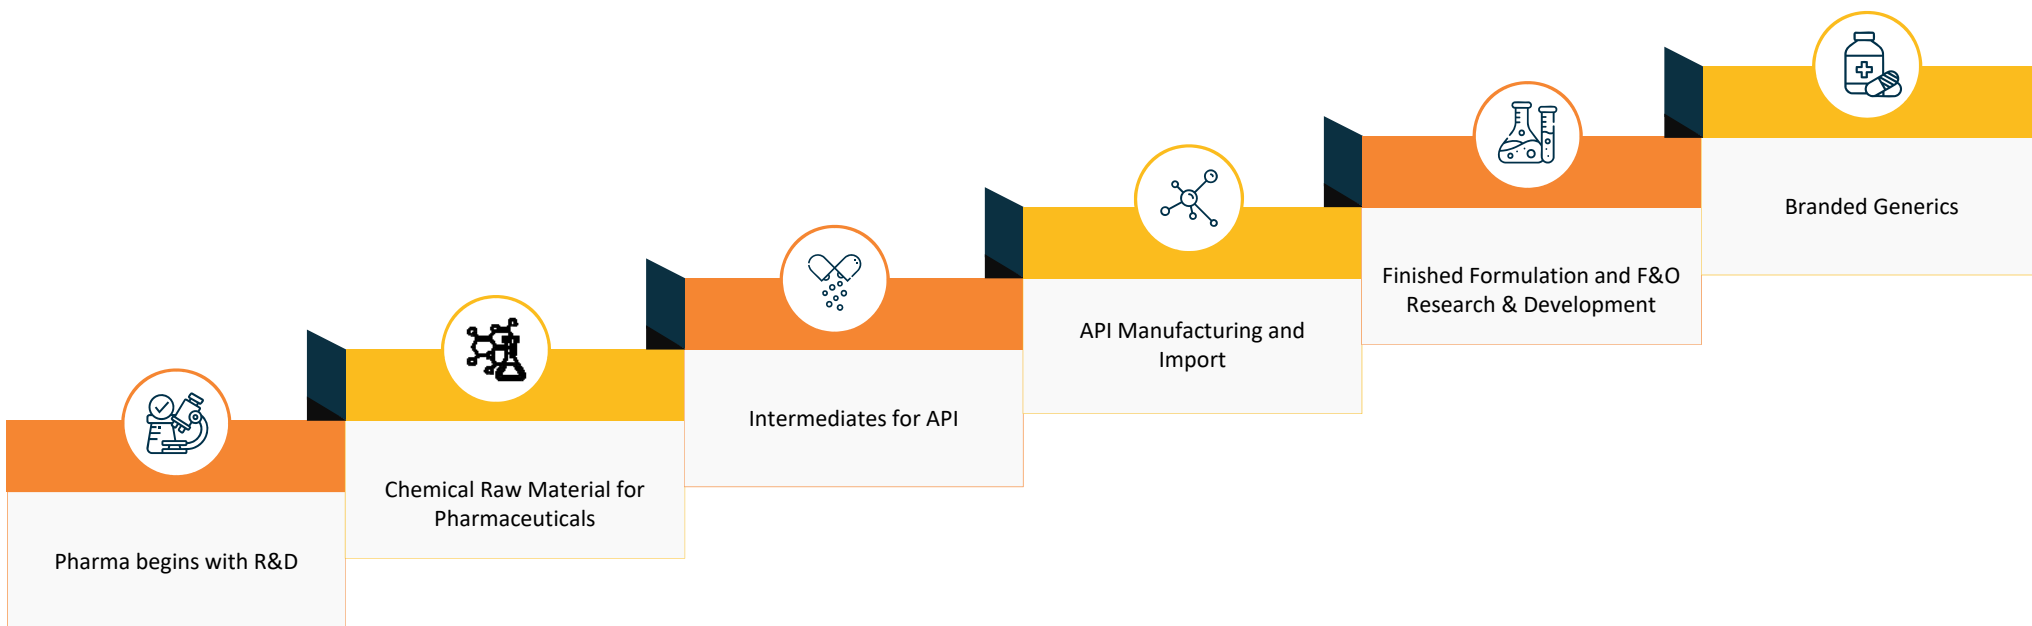 Pharma begins with R&D
Chemical Raw Material for
Pharmaceuticals
Intermediates for API
API Manufacturing and
Import
Finished Formulation and F&O
Research & Development
Branded Generics